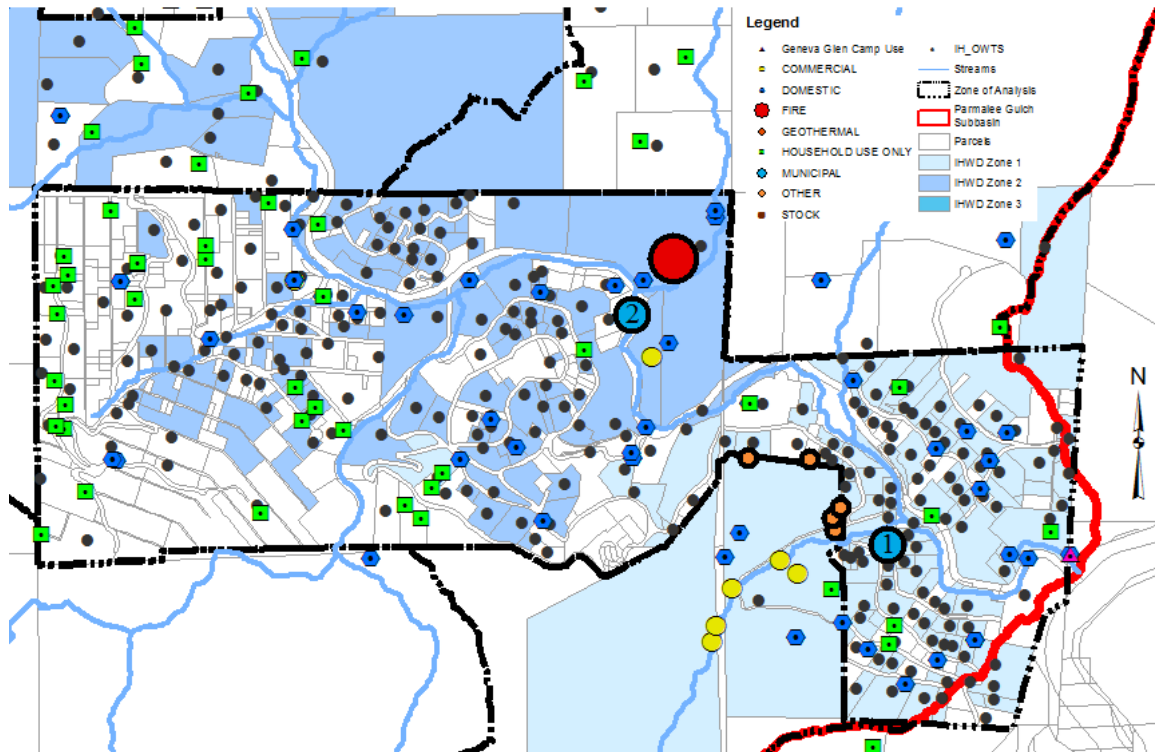 Legend
Geneva Glen Camp Use
COMMERCIAL
DOMESTIC
FIRE
GEOTHERMAL
HOUSEHOLD USE ONLY
MUNICIPAL
OTHER
STOCK
IH_OWTS
Streams
Zone of Analysis
Parmalee Gulch
Subbasin
Parcels
IHWD Zone 1
IHWD Zone 2
IHWD Zone 3
N
2
1